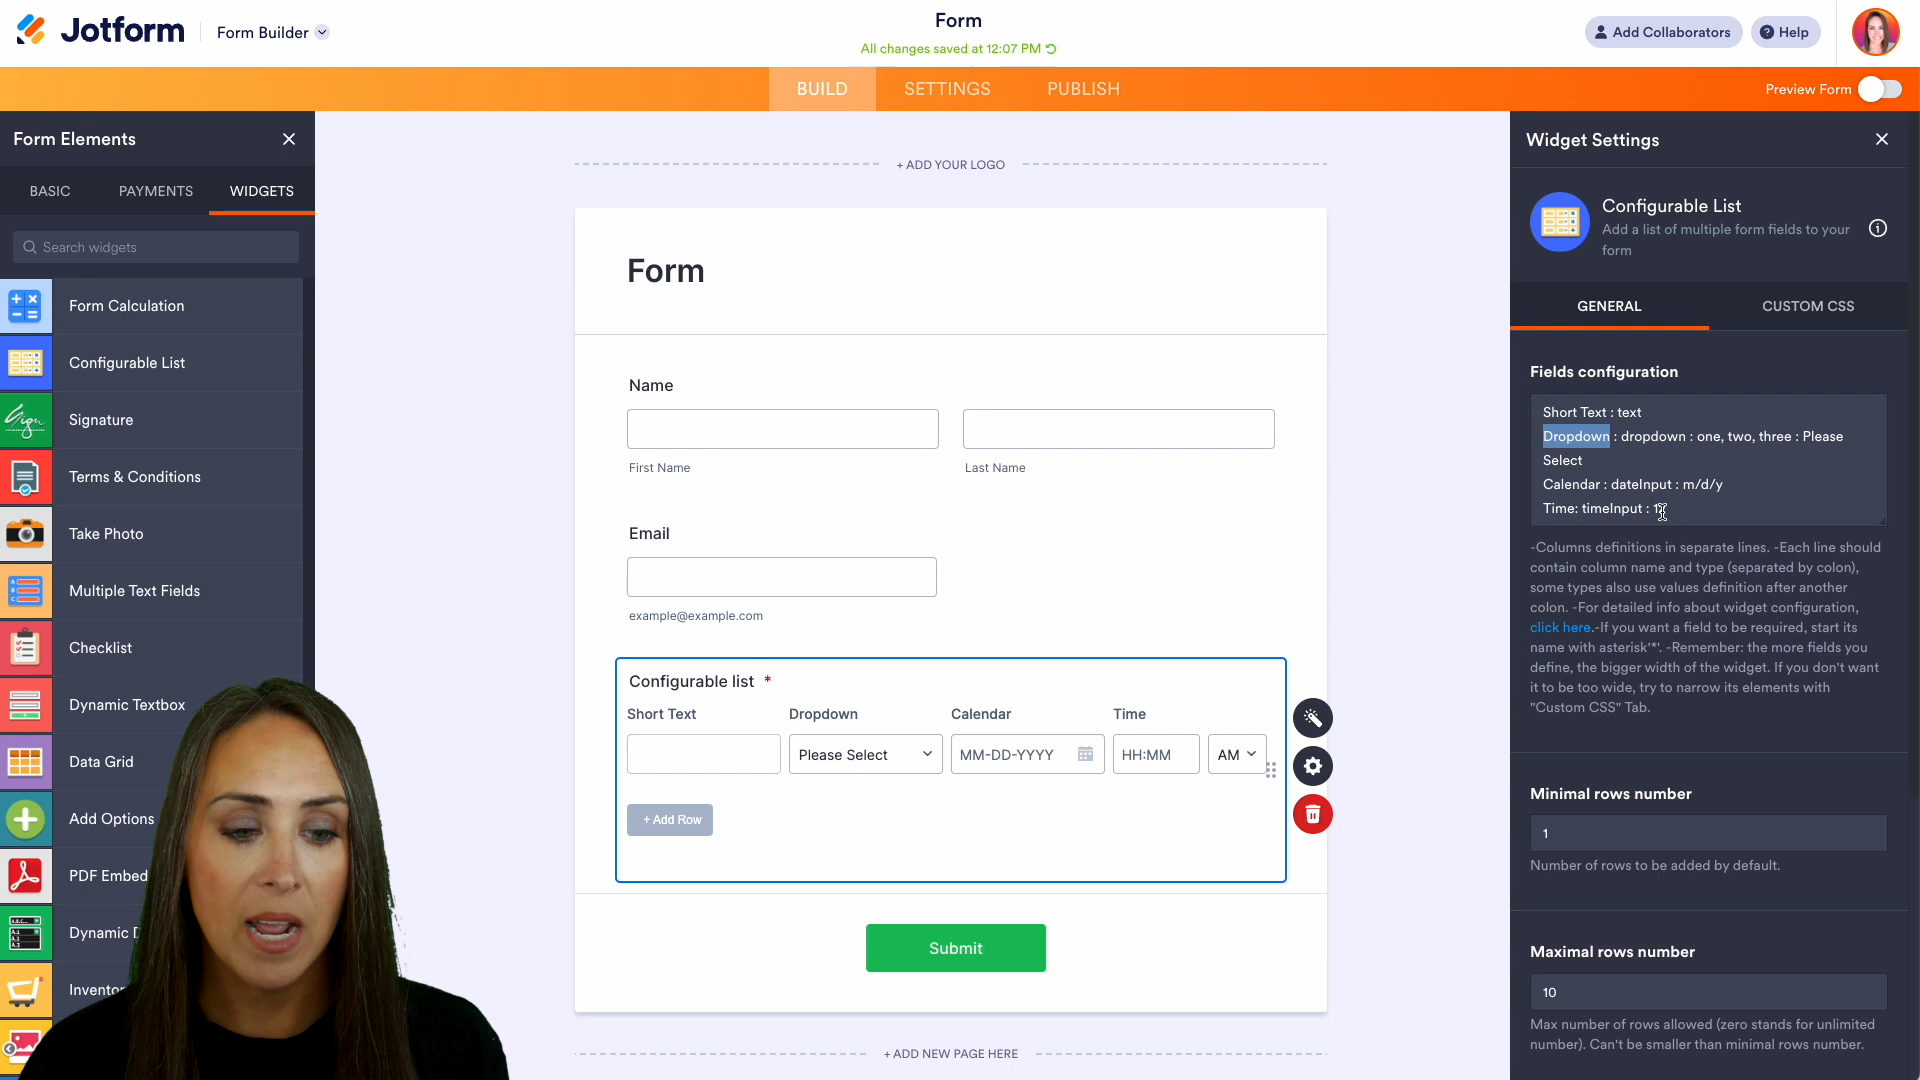 Jotform
Form Builder
Form
All changes saved at 12:07 PM
Add Collaborators
Help
BUILD
SETTINGS
PUBLISH
Preview Form
Form Elements
BASIC
PAYMENTS
WIDGETS
Search widgets
Form Calculation
Configurable List
Signature
Terms & Conditions
Take Photo
Multiple Text Fields
Checklist
Dynamic Textbox
Data Grid
Add Options
PDF Embed
Dynamic
+ ADD YOUR LOGO
Form
Name
First Name
Last Name
Email
example@example.com
Configurable list *
Short Text
Dropdown
Calendar
Time
Please Select
MM-DD-YYYY
HH:MM
AM
+ Add Row
Submit
+ ADD NEW PAGE HERE
Widget Settings
Configurable List
Add a list of multiple form fields to your
form
GENERAL
CUSTOM CSS
Fields configuration
Short Text : text
Dropdown : dropdown : one, two, three : Please
Select
Calendar : dateInput : m/d/y
Time: timeInput :
-Columns definitions in separate lines. -Each line should
contain column name and type (separated by colon),
some types also use values definition after another
colon. -For detailed info about widget configuration,
click here.-If you want a field to be required, start its
name with asterisk'*'. -Remember: the more fields you
define, the bigger width of the widget. If you don't want
it to be too wide, try to narrow its elements with
"Custom CSS" Tab.
Minimal rows number
1
Number of rows to be added by default.
Maximal rows number
10
Max number of rows allowed (zero stands for unlimited
number). Can't be smaller than minimal rows number.